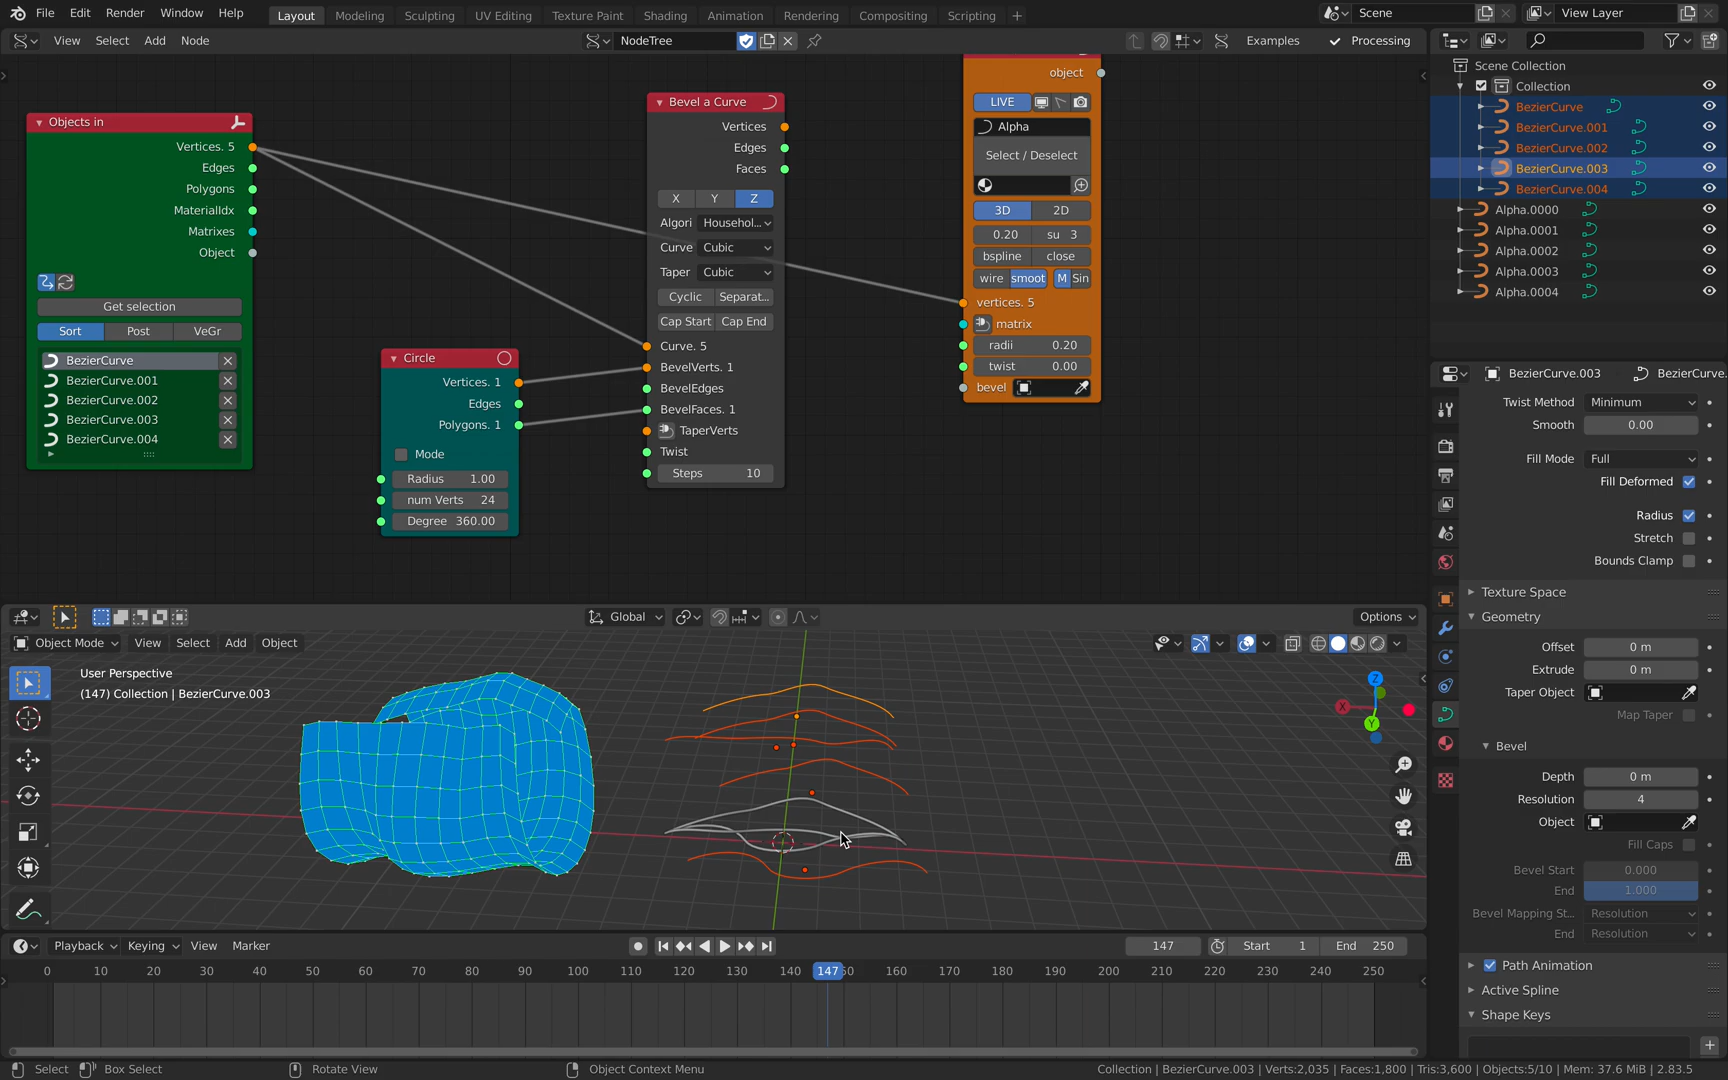 File Edit Render Window Help Layout Modeling Sculpting UV Editing Texture Paint Shading Animation Rendering Compositing Scripting + Scene View Layer
View Select Add Node NodeTree Examples Processing
Objects in
Vertices. 5
Edges
Polygons
MaterialIdx
Matrixes
Object
Get selection
Sort Post VeGr
BezierCurve
BezierCurve.001
BezierCurve.002
BezierCurve.003
BezierCurve.004
Circle
Vertices. 1
Edges
Polygons. 1
Mode
Radius 1.00
num Verts 24
Degree 360.00
Bevel a Curve
Vertices
Edges
Faces
X Y Z
Algori Househol...
Curve Cubic
Taper Cubic
Cyclic Separat...
Cap Start Cap End
Curve. 5
BevelVerts. 1
BevelEdges
BevelFaces. 1
TaperVerts
Twist
Steps 10
object
LIVE
Alpha
Select / Deselect
3D 2D
0.20 su 3
bspline close
wire smoot M Sin
vertices. 5
matrix
radii 0.20
twist 0.00
bevel
Scene Collection
Collection
BezierCurve
BezierCurve.001
BezierCurve.002
BezierCurve.003
BezierCurve.004
Alpha.0000
Alpha.0001
Alpha.0002
Alpha.0003
Alpha.0004
BezierCurve.003 BezierCurve.
Twist Method Minimum
Smooth 0.00
Fill Mode Full
Fill Deformed
Radius
Stretch
Bounds Clamp
Texture Space
Geometry
Offset 0 m
Extrude 0 m
Taper Object
Map Taper
Bevel
Depth 0 m
Resolution 4
Object
Fill Caps
Bevel Start 0.000
End 1.000
Bevel Mapping St... Resolution
End Resolution
Path Animation
Active Spline
Shape Keys
Global Options
Object Mode View Select Add Object
User Perspective
(147) Collection | BezierCurve.003
Z
X
Y
Playback Keying View Marker 147 Start 1 End 250
0 10 20 30 40 50 60 70 80 90 100 110 120 130 140 147 50 160 170 180 190 200 210 220 230 240 250
Select Box Select Rotate View Object Context Menu Collection | BezierCurve.003 | Verts:2,035 | Faces:1,800 | Tris:3,600 | Objects:5/10 | Mem: 37.6 MiB | 2.83.5